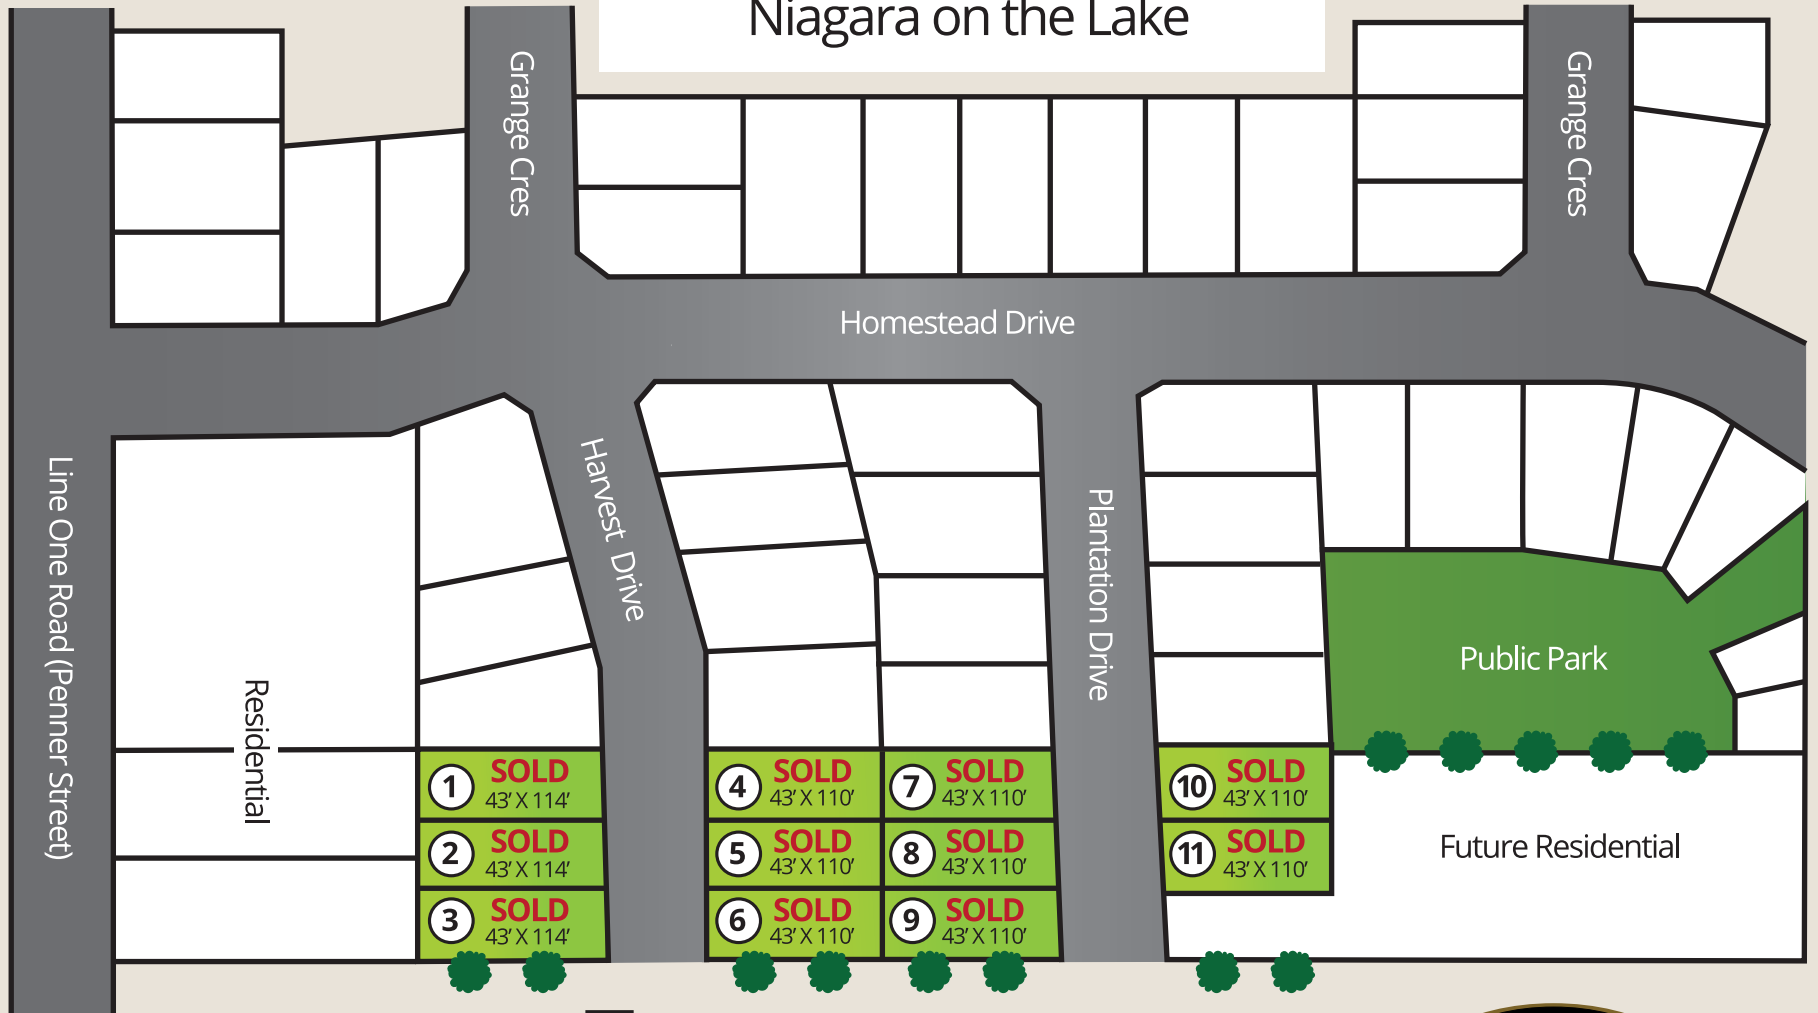 Niagara on the Lake
Grange Cres
Grange Cres
Homestead Drive
Line One Road (Penner Street)
Harvest Drive
Plantation Drive
Public Park
Residential
Future Residential
1 SOLD
43’ X 114’
2 SOLD
43’ X 114’
3 SOLD
43’ X 114’
4 SOLD
43’ X 110’
5 SOLD
43’ X 110’
6 SOLD
43’ X 110’
7 SOLD
43’ X 110’
8 SOLD
43’ X 110’
9 SOLD
43’ X 110’
10 SOLD
43’ X 110’
11 SOLD
43’ X 110’